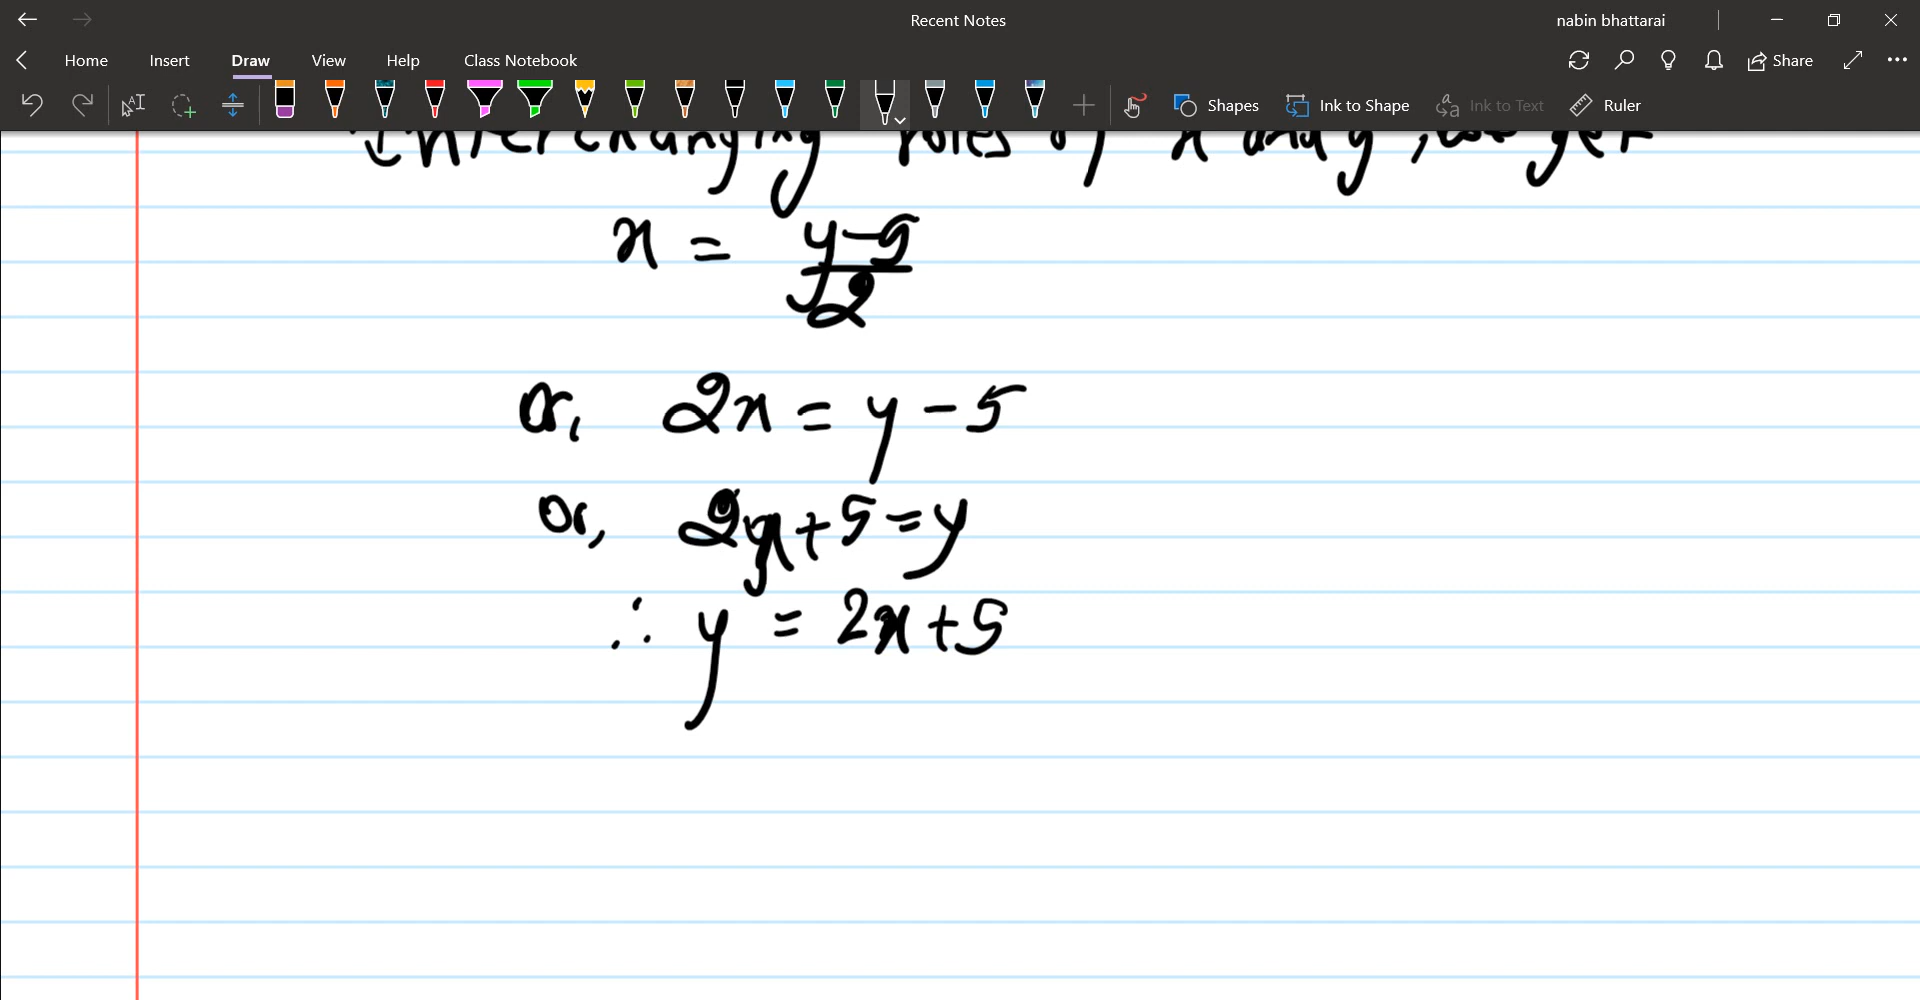 Recent Notes
nabin bhattarai
Home Insert Draw View Help Class Notebook
Share
Shapes Ink to Shape Ink to Text Ruler
Interchanging roles of x and y, we get
x = y-5
2
Or, 2x = y - 5
Or, 2x+5 = y
∴ y = 2x+5